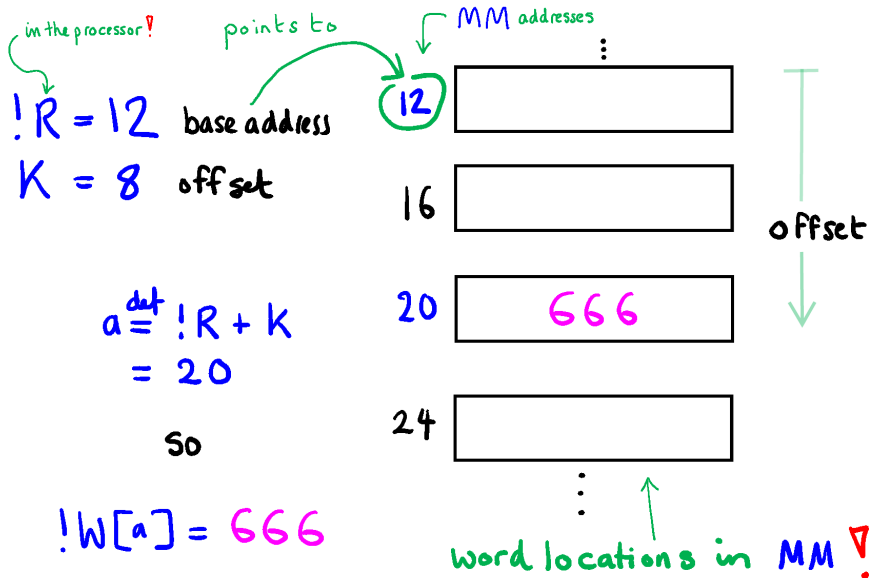 in the processor!
points to
MM addresses
!R = 12 base address
12
K = 8 offset
16
offset
a def= !R + K
20
666
= 20
24
so
!W[a] = 666
word locations in MM!